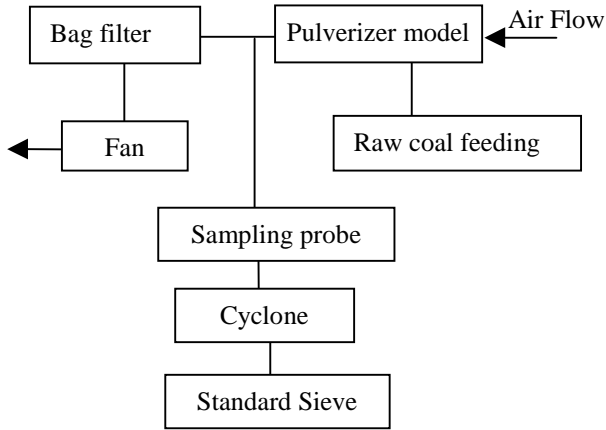 Bag filter
Pulverizer model
Air Flow
Fan
Raw coal feeding
Sampling probe
Cyclone
Standard Sieve